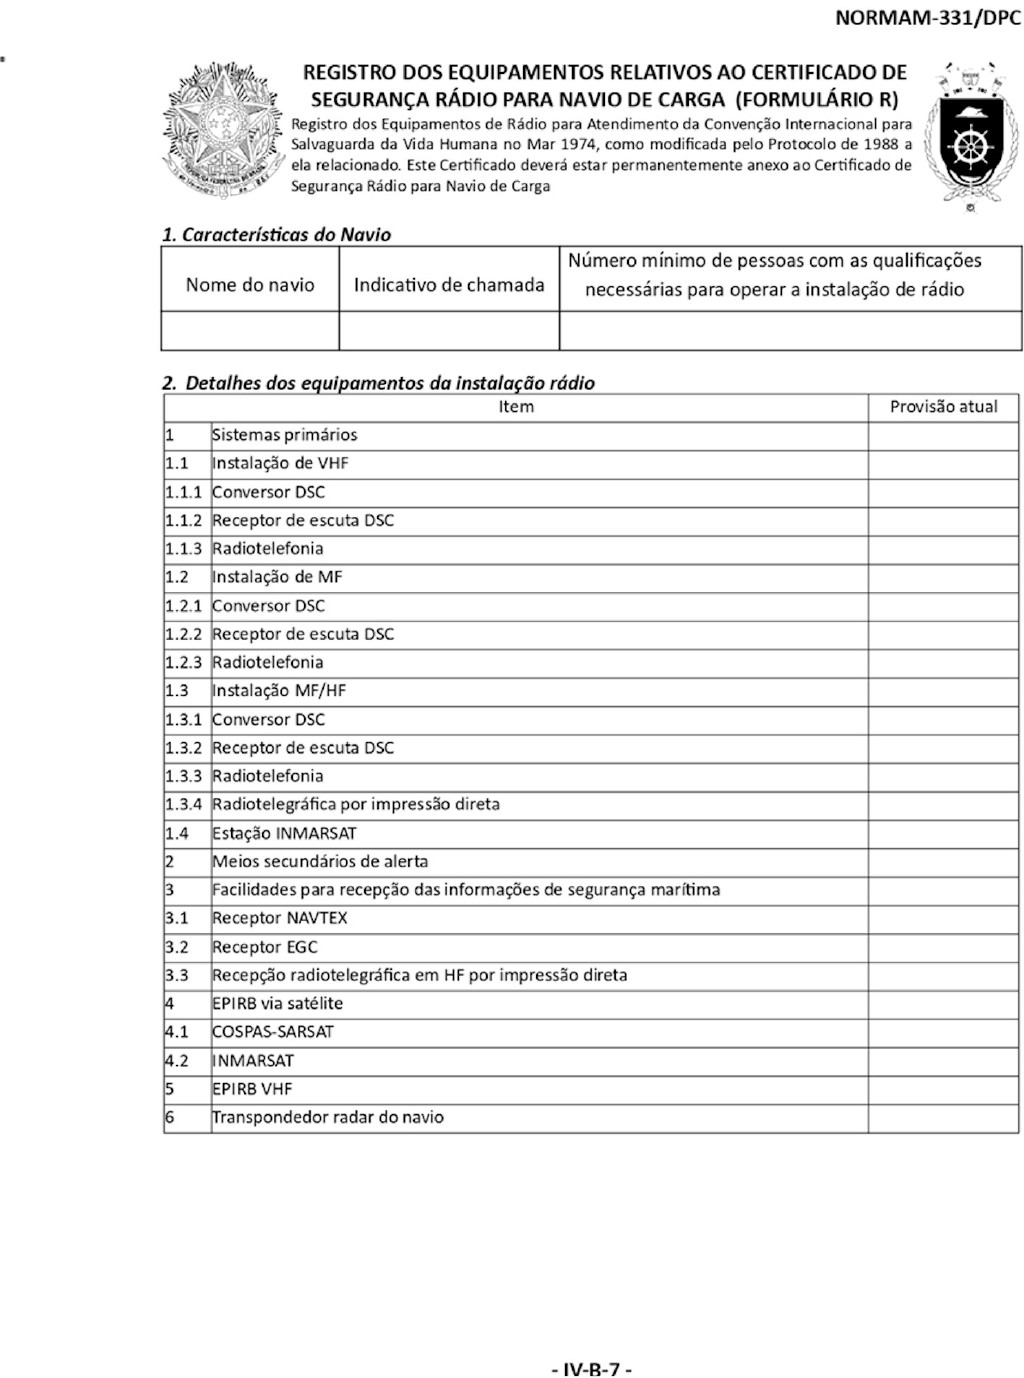 NORMAM-331/DPC
REGISTRO DOS EQUIPAMENTOS RELATIVOS AO CERTIFICADO DE
SEGURANÇA RÁDIO PARA NAVIO DE CARGA (FORMULÁRIO R)
Registro dos Equipamentos de Rádio para Atendimento da Convenção Internacional para
Salvaguarda da Vida Humana no Mar 1974, como modificada pelo Protocolo de 1988 a
ela relacionado. Este Certificado deverá estar permanentemente anexo ao Certificado de
Segurança Rádio para Navio de Carga
1. Características do Navio
Nome do navio Indicativo de chamada Número mínimo de pessoas com as qualificações
necessárias para operar a instalação de rádio
2. Detalhes dos equipamentos da instalação rádio
Item Provisão atual
1 Sistemas primários
1.1 Instalação de VHF
1.1.1 Conversor DSC
1.1.2 Receptor de escuta DSC
1.1.3 Radiotelefonia
1.2 Instalação de MF
1.2.1 Conversor DSC
1.2.2 Receptor de escuta DSC
1.2.3 Radiotelefonia
1.3 Instalação MF/HF
1.3.1 Conversor DSC
1.3.2 Receptor de escuta DSC
1.3.3 Radiotelefonia
1.3.4 Radiotelegráfica por impressão direta
1.4 Estação INMARSAT
2 Meios secundários de alerta
3 Facilidades para recepção das informações de segurança marítima
3.1 Receptor NAVTEX
3.2 Receptor EGC
3.3 Recepção radiotelegráfica em HF por impressão direta
4 EPIRB via satélite
4.1 COSPAS-SARSAT
4.2 INMARSAT
5 EPIRB VHF
6 Transpondedor radar do navio
- IV-B-7 -